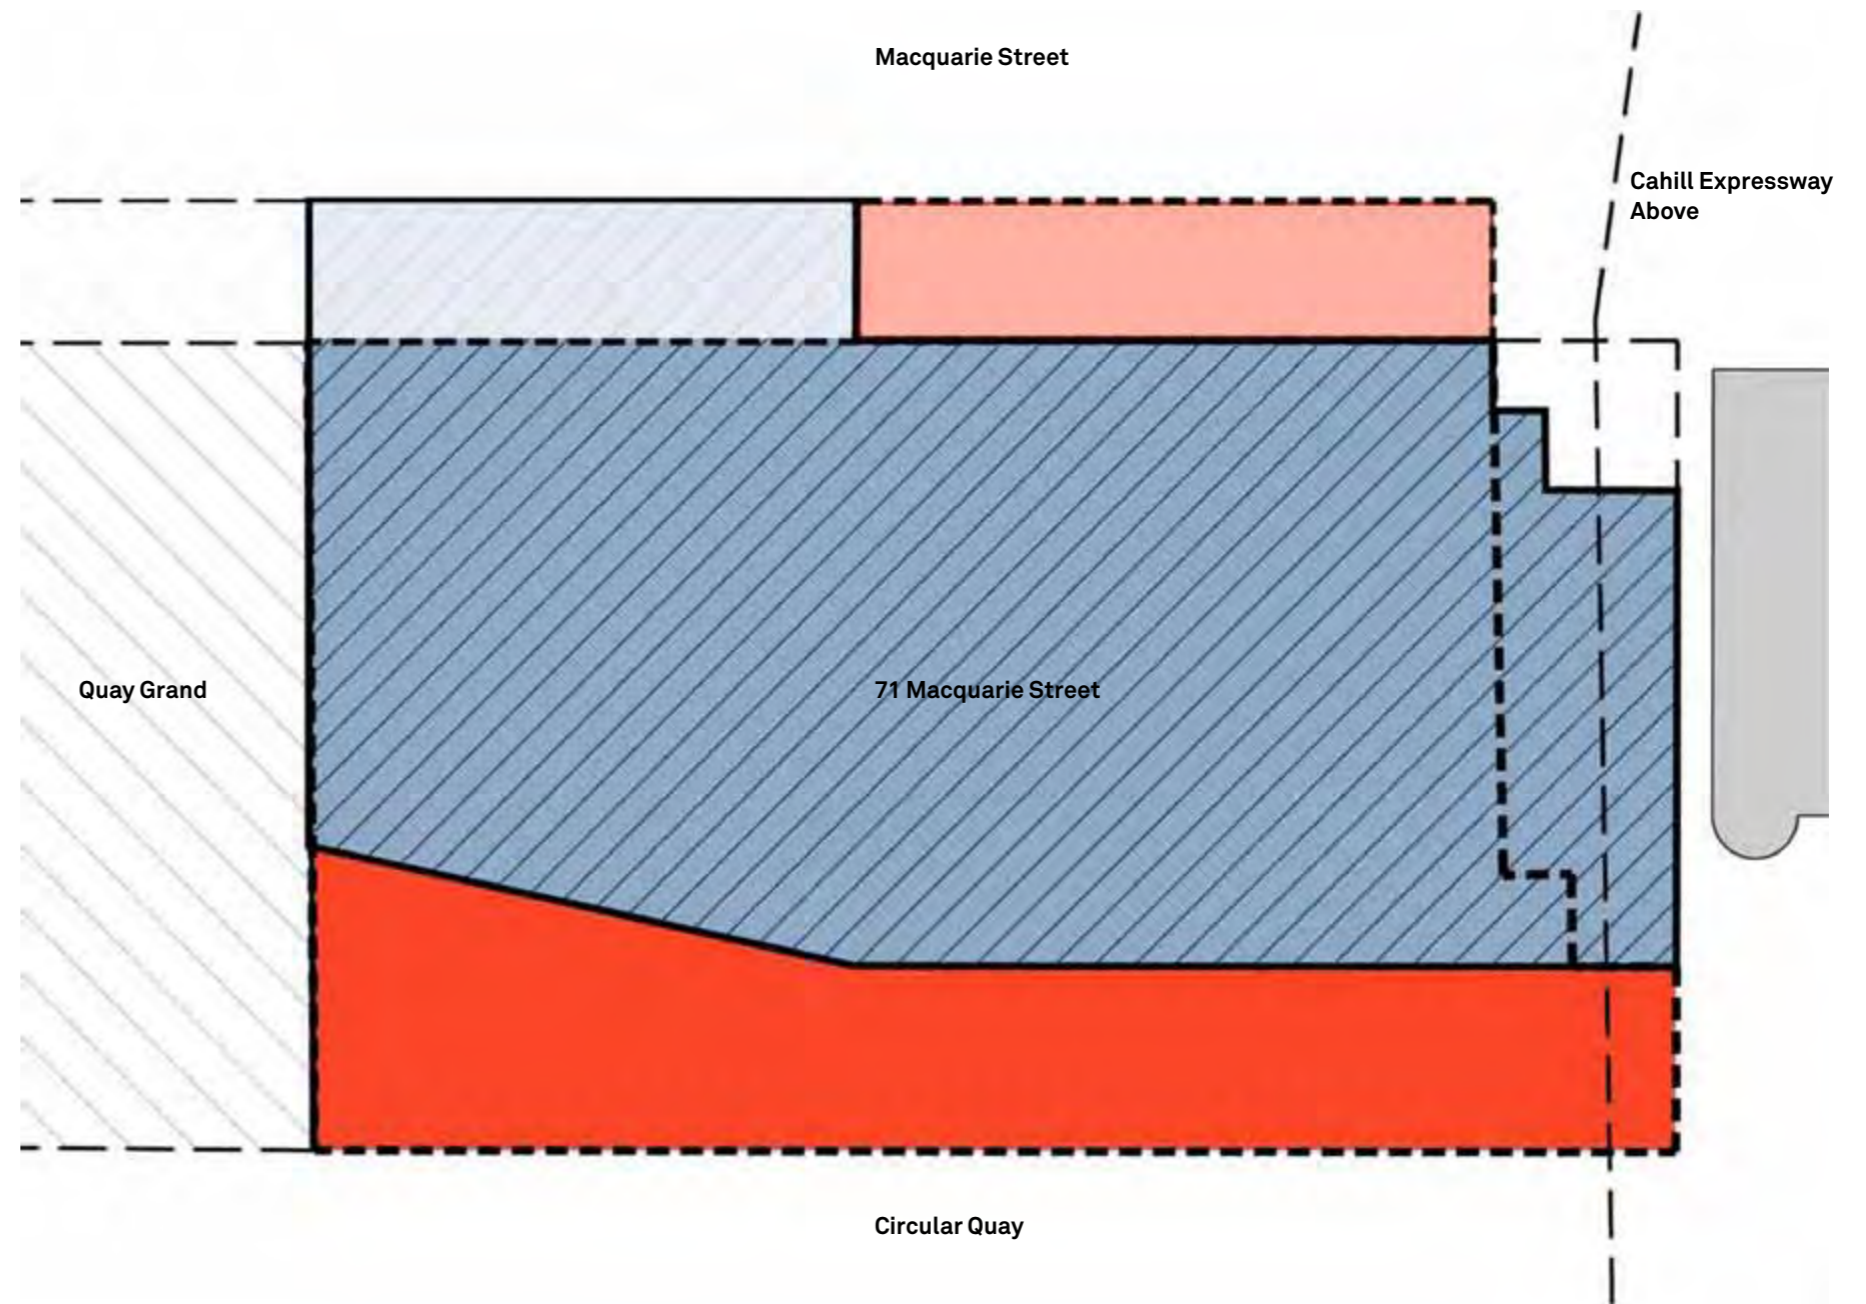 Macquarie Street
Cahill Expressway
Above
Quay Grand
71 Macquarie Street
Circular Quay